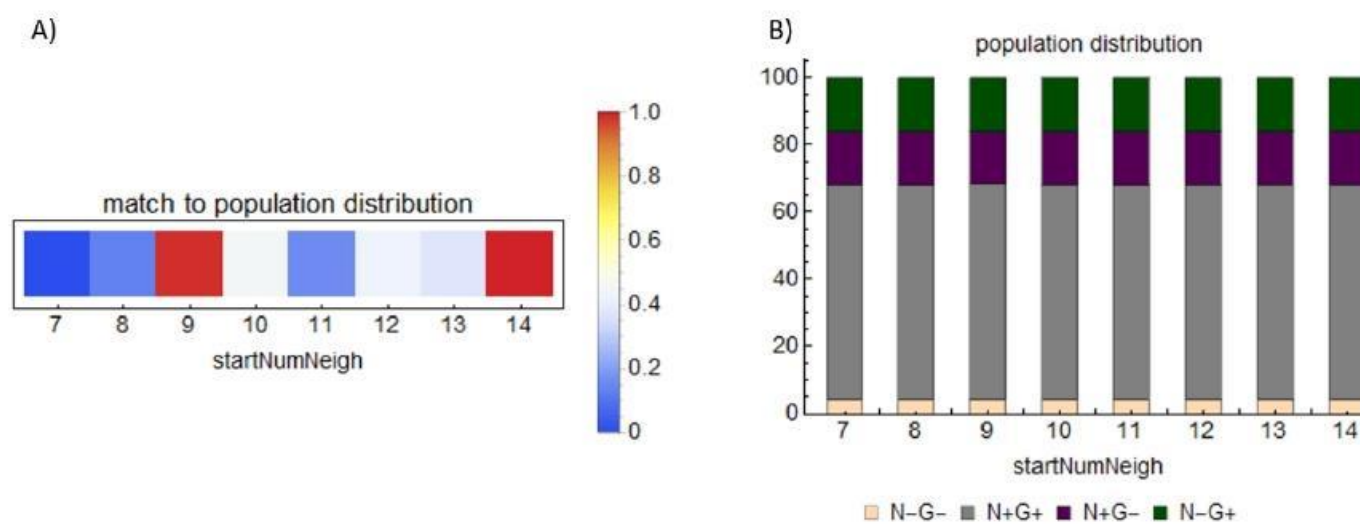 A)
match to population distribution
7 8 9 10 11 12 13 14
startNumNeigh
1.0
0.8
0.6
0.4
0.2
0
B)
population distribution
100
80
60
40
20
0
7 8 9 10 11 12 13 14
startNumNeigh
N−G− N+G+ N+G− N−G+